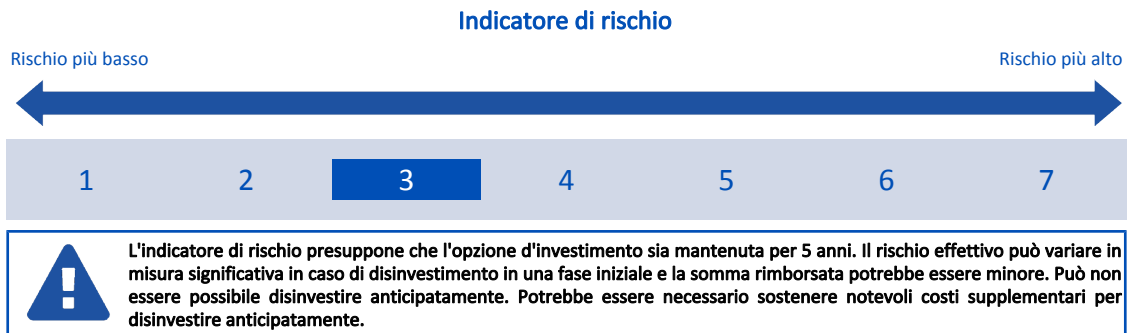 Indicatore di rischio
Rischio più basso
Rischio più alto
1 2 3 4 5 6 7
L'indicatore di rischio presuppone che l'opzione d'investimento sia mantenuta per 5 anni. Il rischio effettivo può variare in
misura significativa in caso di disinvestimento in una fase iniziale e la somma rimborsata potrebbe essere minore. Può non
essere possibile disinvestire anticipatamente. Potrebbe essere necessario sostenere notevoli costi supplementari per
disinvestire anticipatamente.